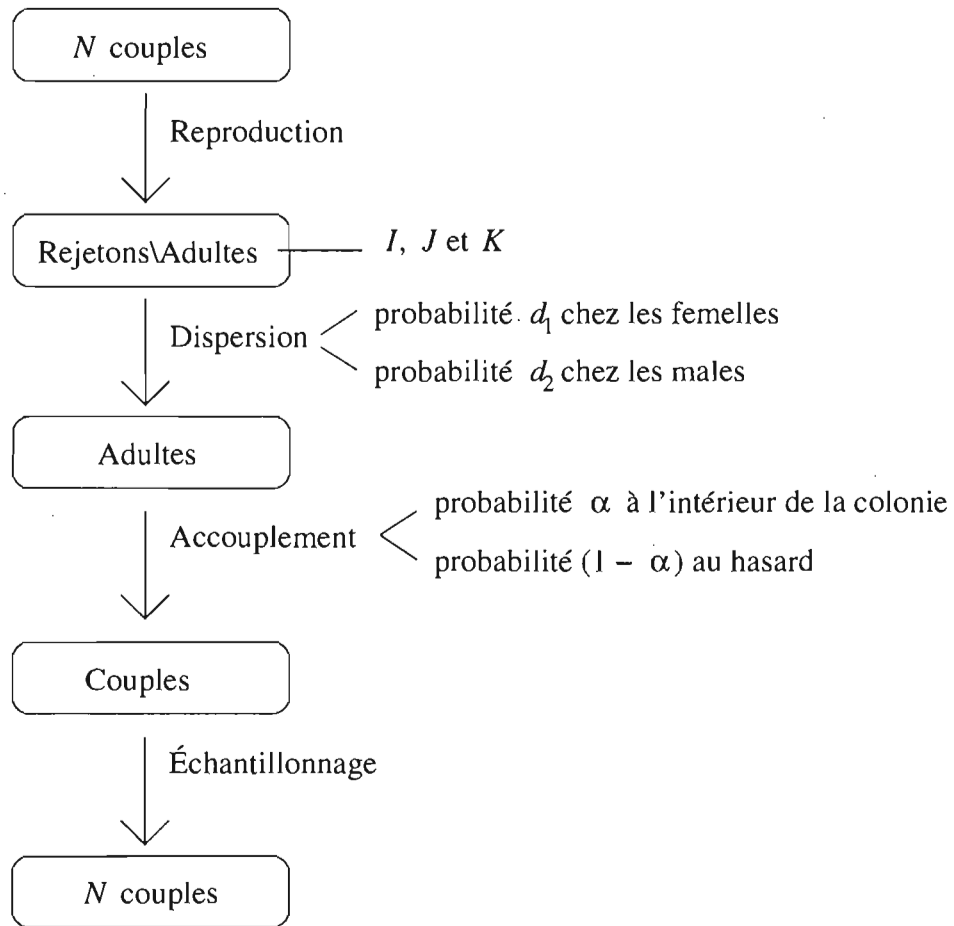 N couples
Reproduction
Rejetons\Adultes
I, J et K
Dispersion
probabilité d₁ chez les femelles
probabilité d₂ chez les males
Adultes
Accouplement
probabilité α à l'intérieur de la colonie
probabilité (1 − α) au hasard
Couples
Échantillonnage
N couples